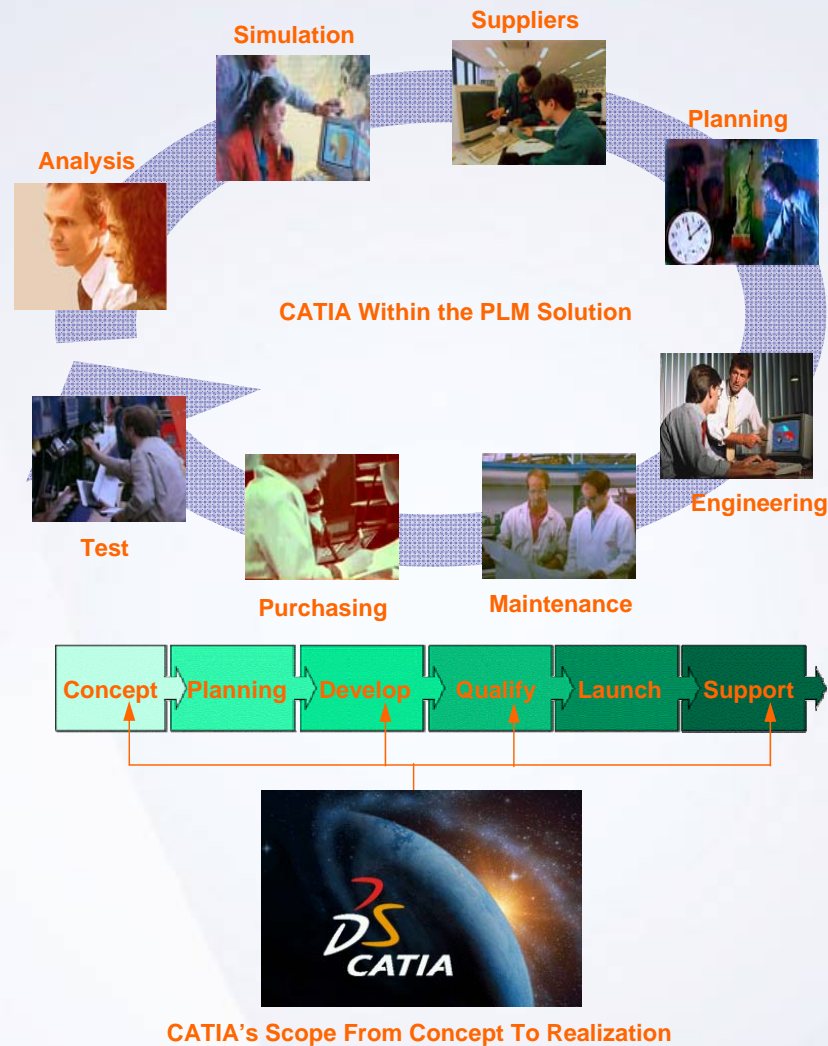 Suppliers
Simulation
Planning
Analysis
CATIA Within the PLM Solution
Engineering
Test
Maintenance
Purchasing
Concept
Planning
Develop
Qualify
Launch
Support
DS
CATIA
CATIA's Scope From Concept To Realization